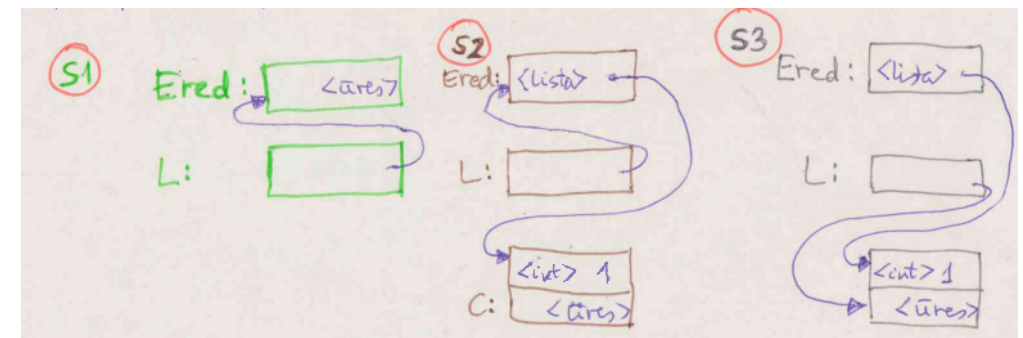 S1
Ered: <üres>
L:
S2
Ered: <lista>
L:
<int> 1
C: <üres>
S3
Ered: <lista>
L:
<int> 1
<üres>